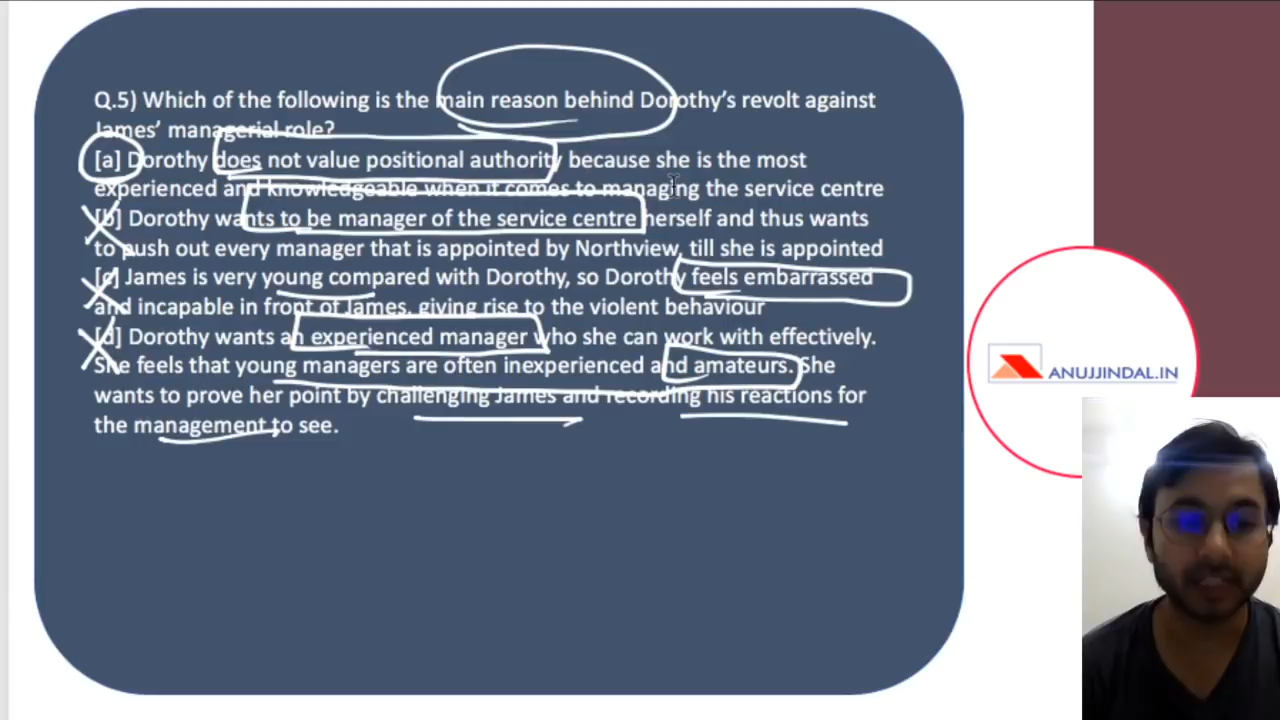 Q.5) Which of the following is the main reason behind Dorothy's revolt against
James' managerial role?
[a] Dorothy does not value positional authority because she is the most
experienced and knowledgeable when it comes to managing the service centre
[b] Dorothy wants to be manager of the service centre herself and thus wants
to push out every manager that is appointed by Northview, till she is appointed
[c] James is very young compared with Dorothy, so Dorothy feels embarrassed
and incapable in front of James, giving rise to the violent behaviour
[d] Dorothy wants an experienced manager who she can work with effectively.
She feels that young managers are often inexperienced and amateurs. She
wants to prove her point by challenging James and recording his reactions for
the management to see.
ANUJJINDAL.IN